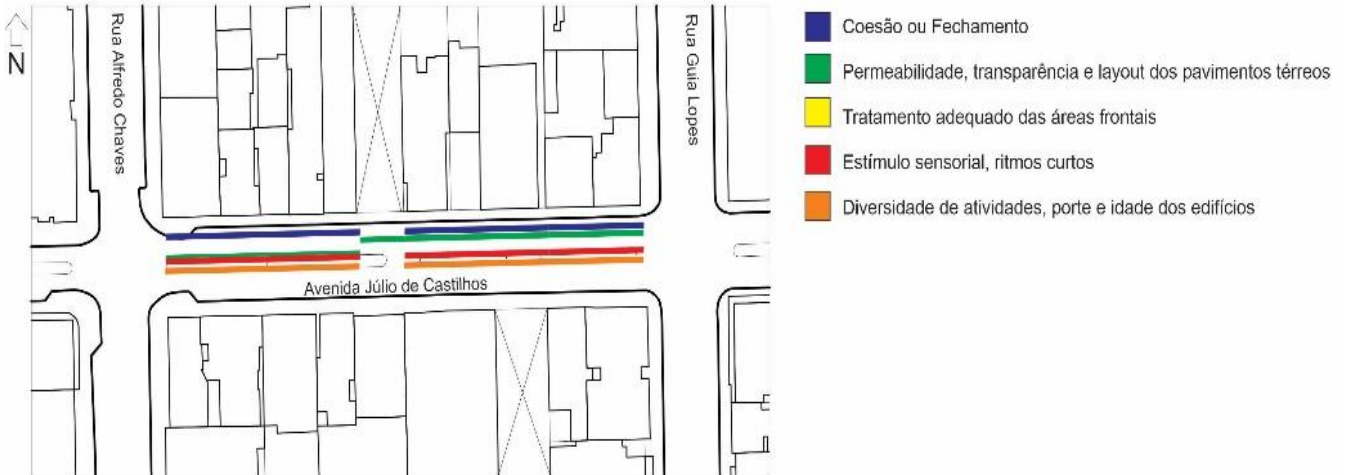 N
Rua Alfredo Chaves
Rua Guia Lopes
Avenida Júlio de Castilhos
Coesão ou Fechamento
Permeabilidade, transparência e layout dos pavimentos térreos
Tratamento adequado das áreas frontais
Estímulo sensorial, ritmos curtos
Diversidade de atividades, porte e idade dos edifícios